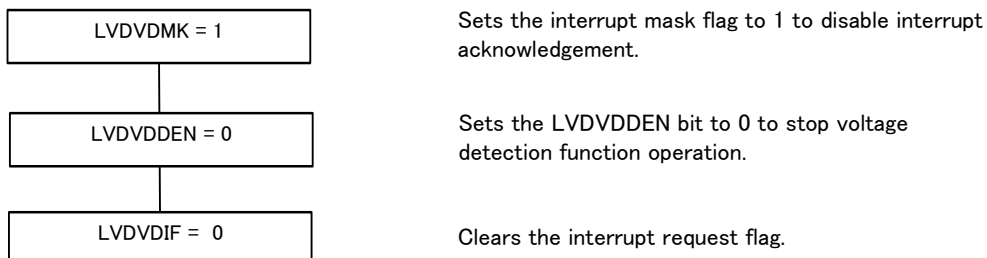 LVDVDMK = 1
Sets the interrupt mask flag to 1 to disable interrupt
acknowledgement.
LVDVDDEN = 0
Sets the LVDVDDEN bit to 0 to stop voltage
detection function operation.
LVDVDIF = 0
Clears the interrupt request flag.